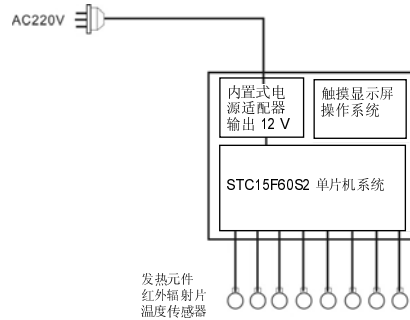 AC220V
内置式电
源适配器
输出 12 V
触摸显示屏
操作系统
STC15F60S2 单片机系统
发热元件
红外辐射片
温度传感器